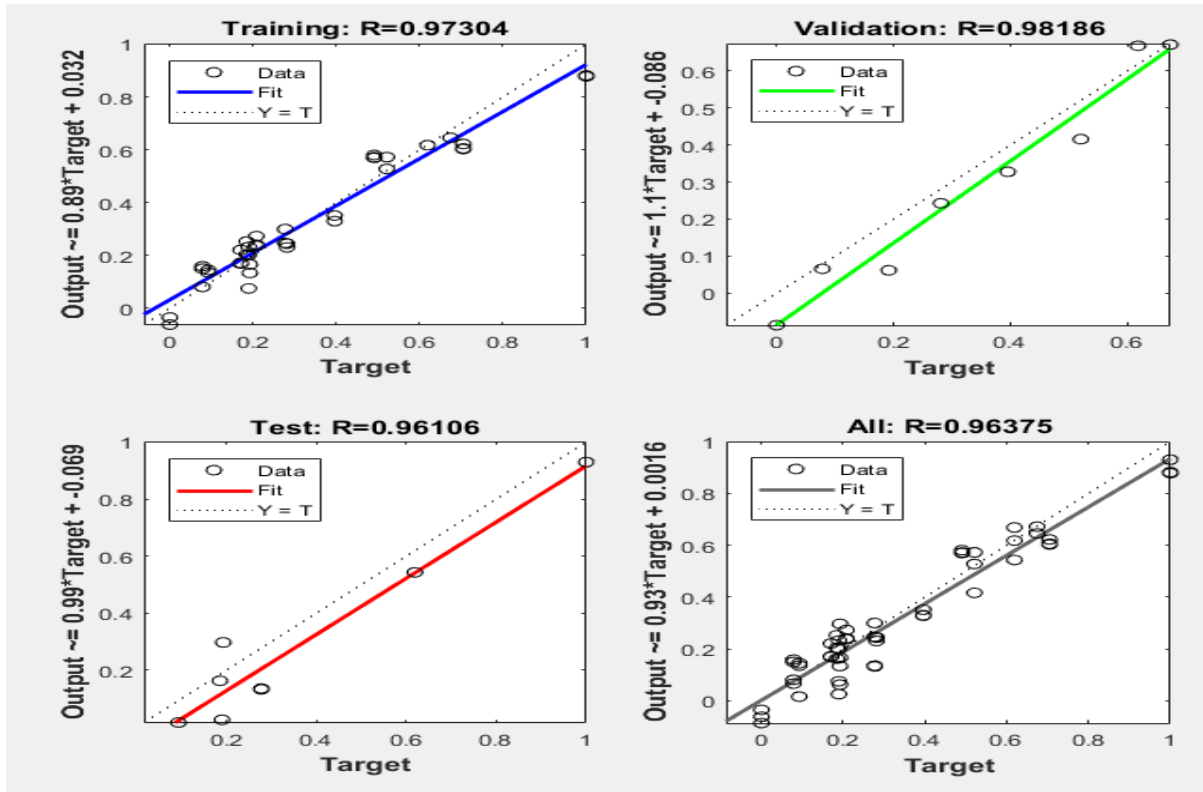 Training: R=0.97304
Output ~= 0.89*Target + 0.032
1
0.8
0.6
0.4
0.2
0
Data
Fit
Y = T
0 0.2 0.4 0.6 0.8 1
Target
Validation: R=0.98186
Output ~= 1.1*Target + -0.086
0.6
0.5
0.4
0.3
0.2
0.1
0
Data
Fit
Y = T
0 0.2 0.4 0.6
Target
Test: R=0.96106
Output ~= 0.99*Target + -0.069
1
0.8
0.6
0.4
0.2
Data
Fit
Y = T
0.2 0.4 0.6 0.8 1
Target
All: R=0.96375
Output ~= 0.93*Target + 0.0016
1
0.8
0.6
0.4
0.2
0
Data
Fit
Y = T
0 0.2 0.4 0.6 0.8 1
Target